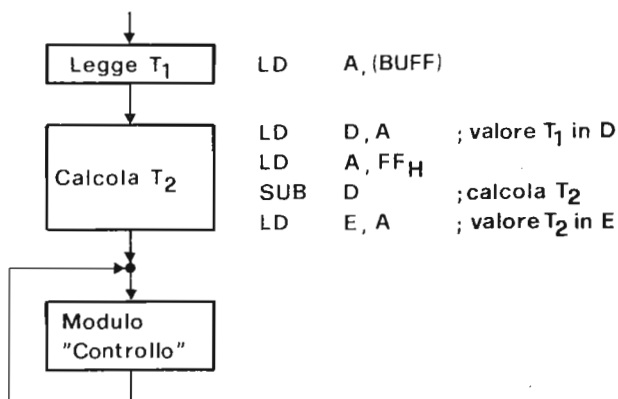 Legge T1 LD A, (BUFF)
LD D, A ; valore T1 in D
LD A, FFH
Calcola T2
SUB D ; calcola T2
LD E, A ; valore T2 in E
Modulo
"Controllo"